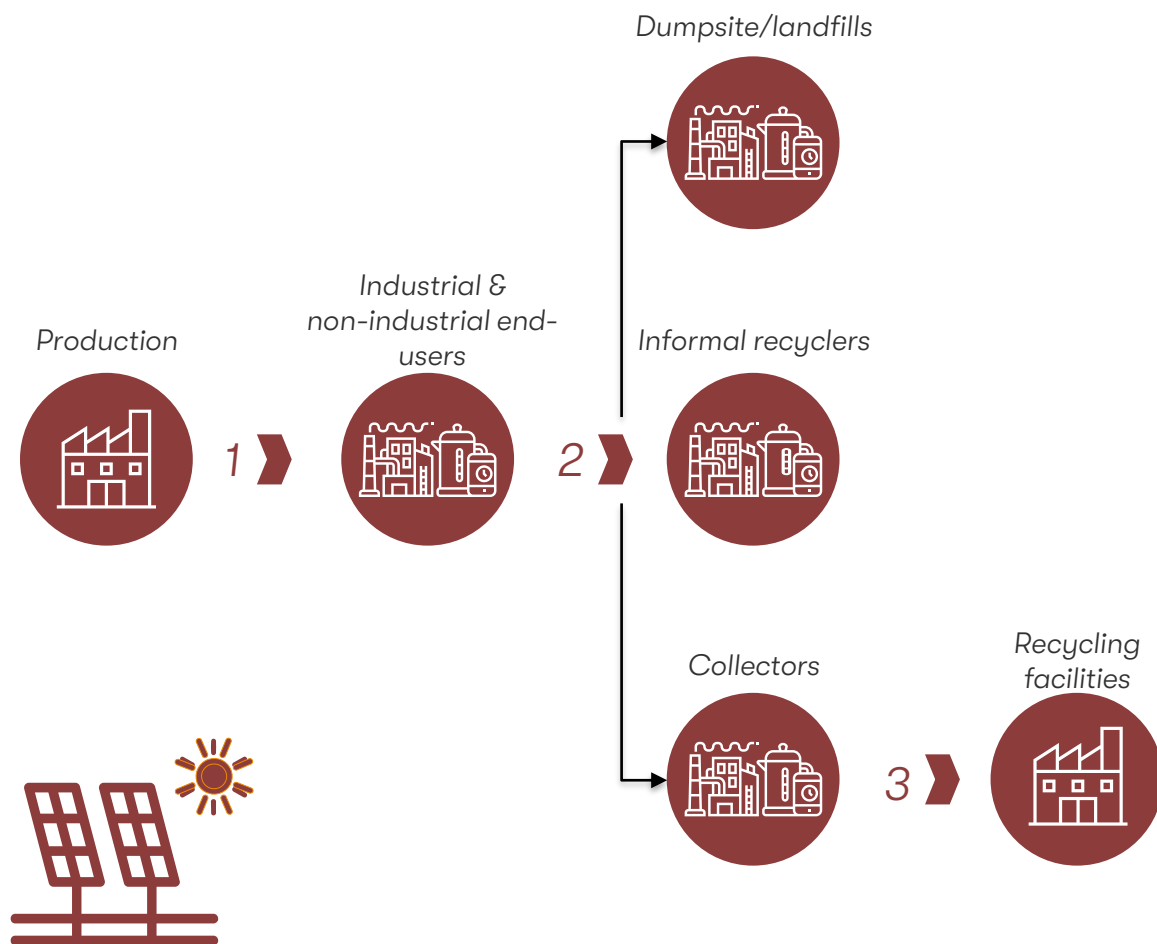 Dumpsite/landfills
Industrial &
non-industrial end-
users
Production
Informal recyclers
1
2
Collectors
Recycling
facilities
3